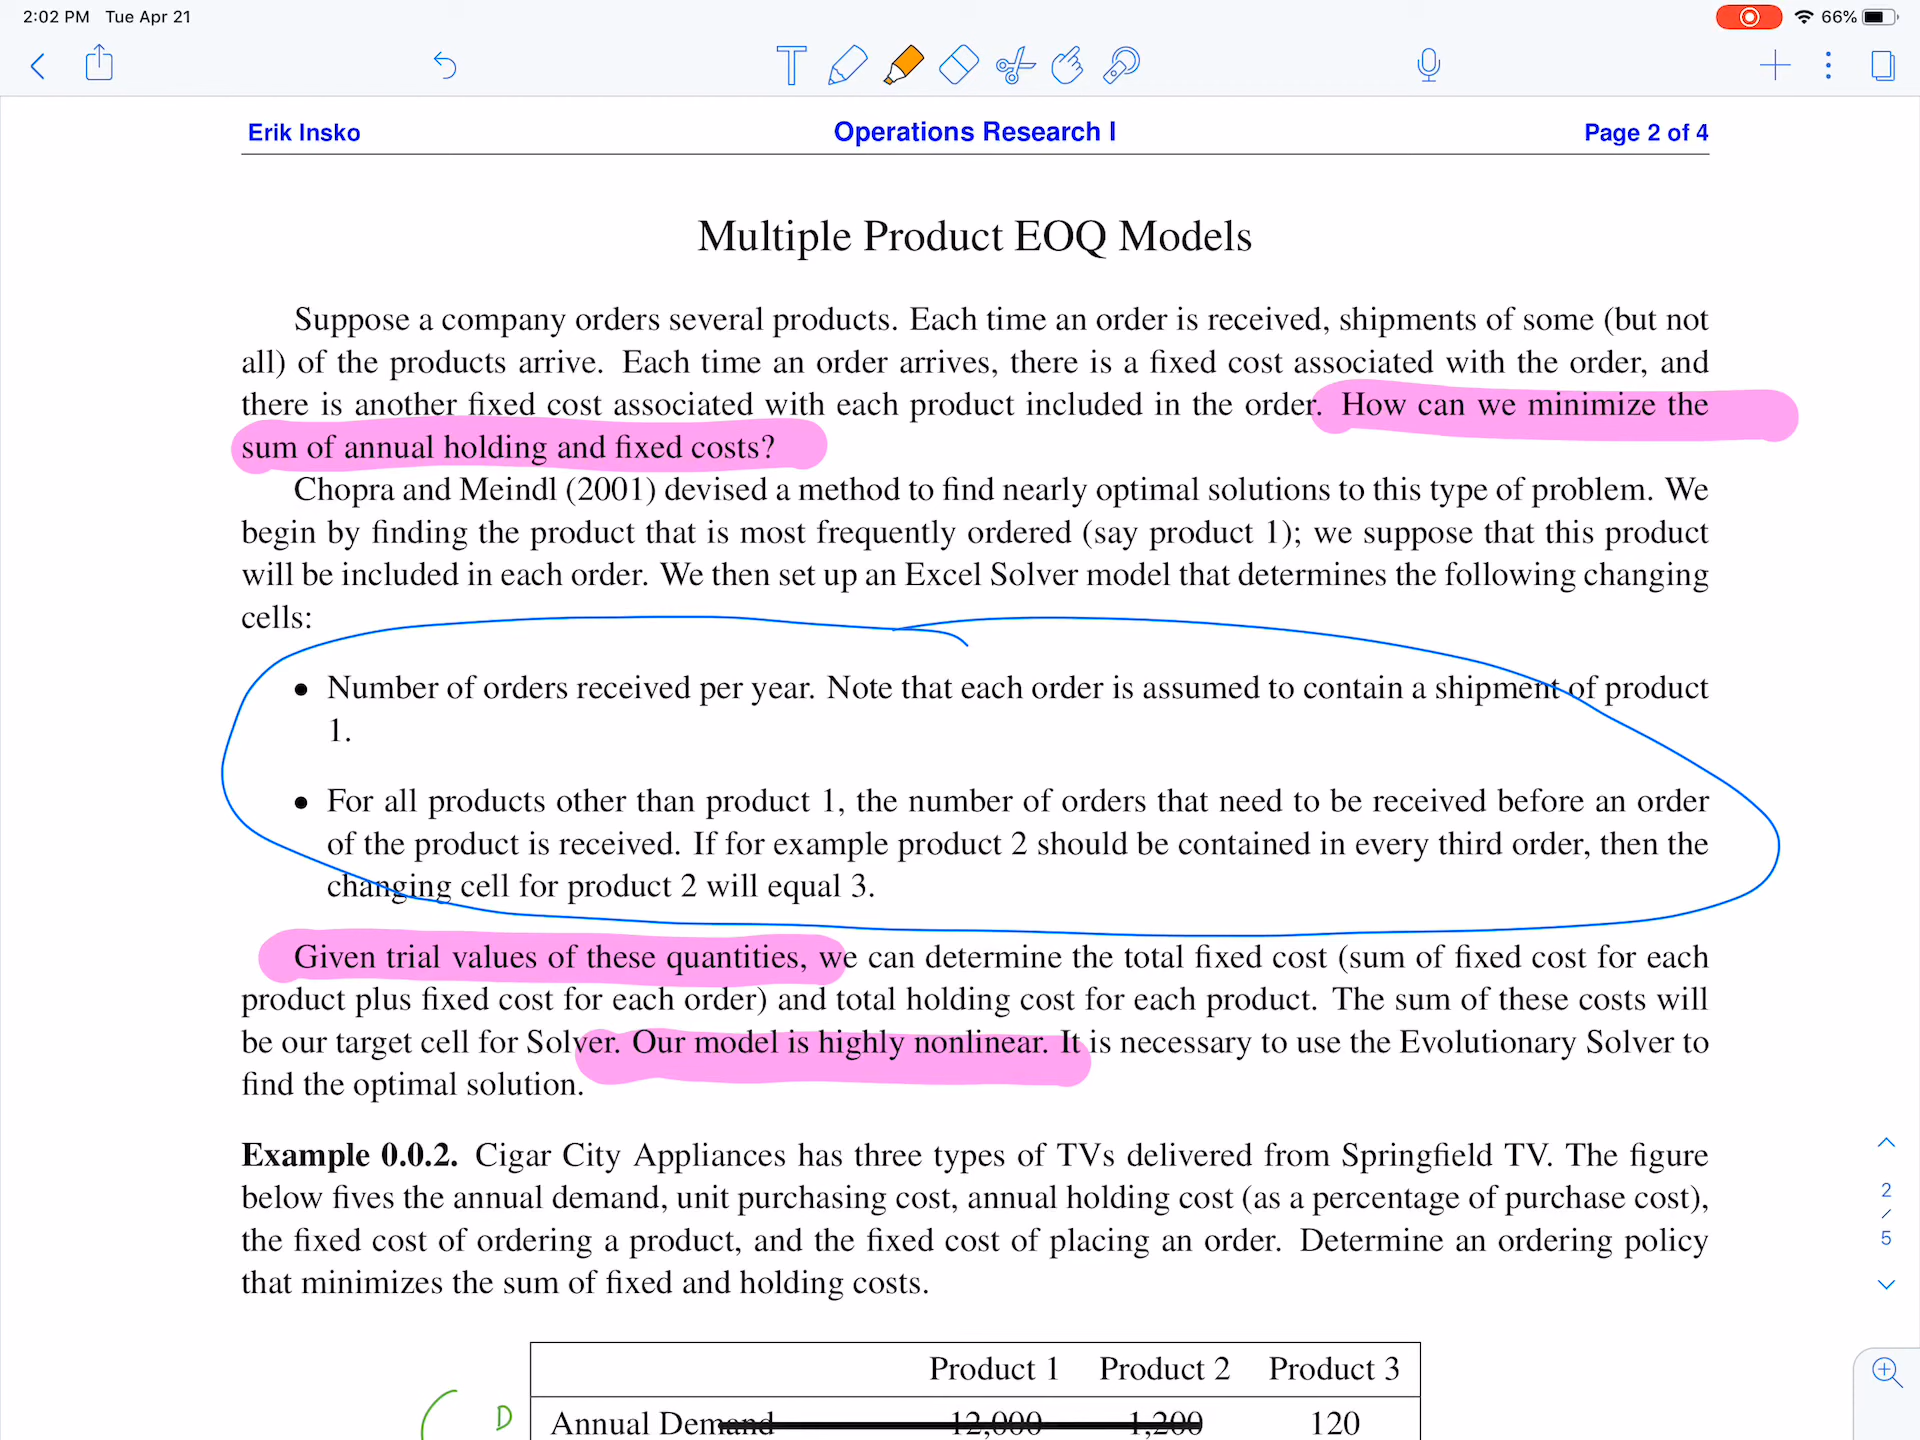 2:02 PM Tue Apr 21
66%
Erik Insko Operations Research I Page 2 of 4
Multiple Product EOQ Models
Suppose a company orders several products. Each time an order is received, shipments of some (but not
all) of the products arrive. Each time an order arrives, there is a fixed cost associated with the order, and
there is another fixed cost associated with each product included in the order. How can we minimize the
sum of annual holding and fixed costs?
Chopra and Meindl (2001) devised a method to find nearly optimal solutions to this type of problem. We
begin by finding the product that is most frequently ordered (say product 1); we suppose that this product
will be included in each order. We then set up an Excel Solver model that determines the following changing
cells:
• Number of orders received per year. Note that each order is assumed to contain a shipment of product
1.
• For all products other than product 1, the number of orders that need to be received before an order
of the product is received. If for example product 2 should be contained in every third order, then the
changing cell for product 2 will equal 3.
Given trial values of these quantities, we can determine the total fixed cost (sum of fixed cost for each
product plus fixed cost for each order) and total holding cost for each product. The sum of these costs will
be our target cell for Solver. Our model is highly nonlinear. It is necessary to use the Evolutionary Solver to
find the optimal solution.
Example 0.0.2. Cigar City Appliances has three types of TVs delivered from Springfield TV. The figure
below fives the annual demand, unit purchasing cost, annual holding cost (as a percentage of purchase cost),
the fixed cost of ordering a product, and the fixed cost of placing an order. Determine an ordering policy
that minimizes the sum of fixed and holding costs.
Product 1 Product 2 Product 3
D Annual Demand 12,000 1,200 120
2
/
5